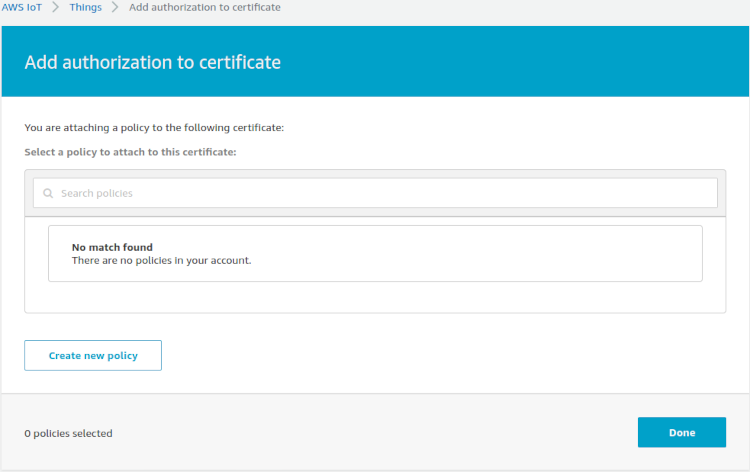 AWS IoT > Things > Add authorization to certificate
Add authorization to certificate
You are attaching a policy to the following certificate:
Select a policy to attach to this certificate:
Search policies
No match found
There are no policies in your account.
Create new policy
0 policies selected
Done